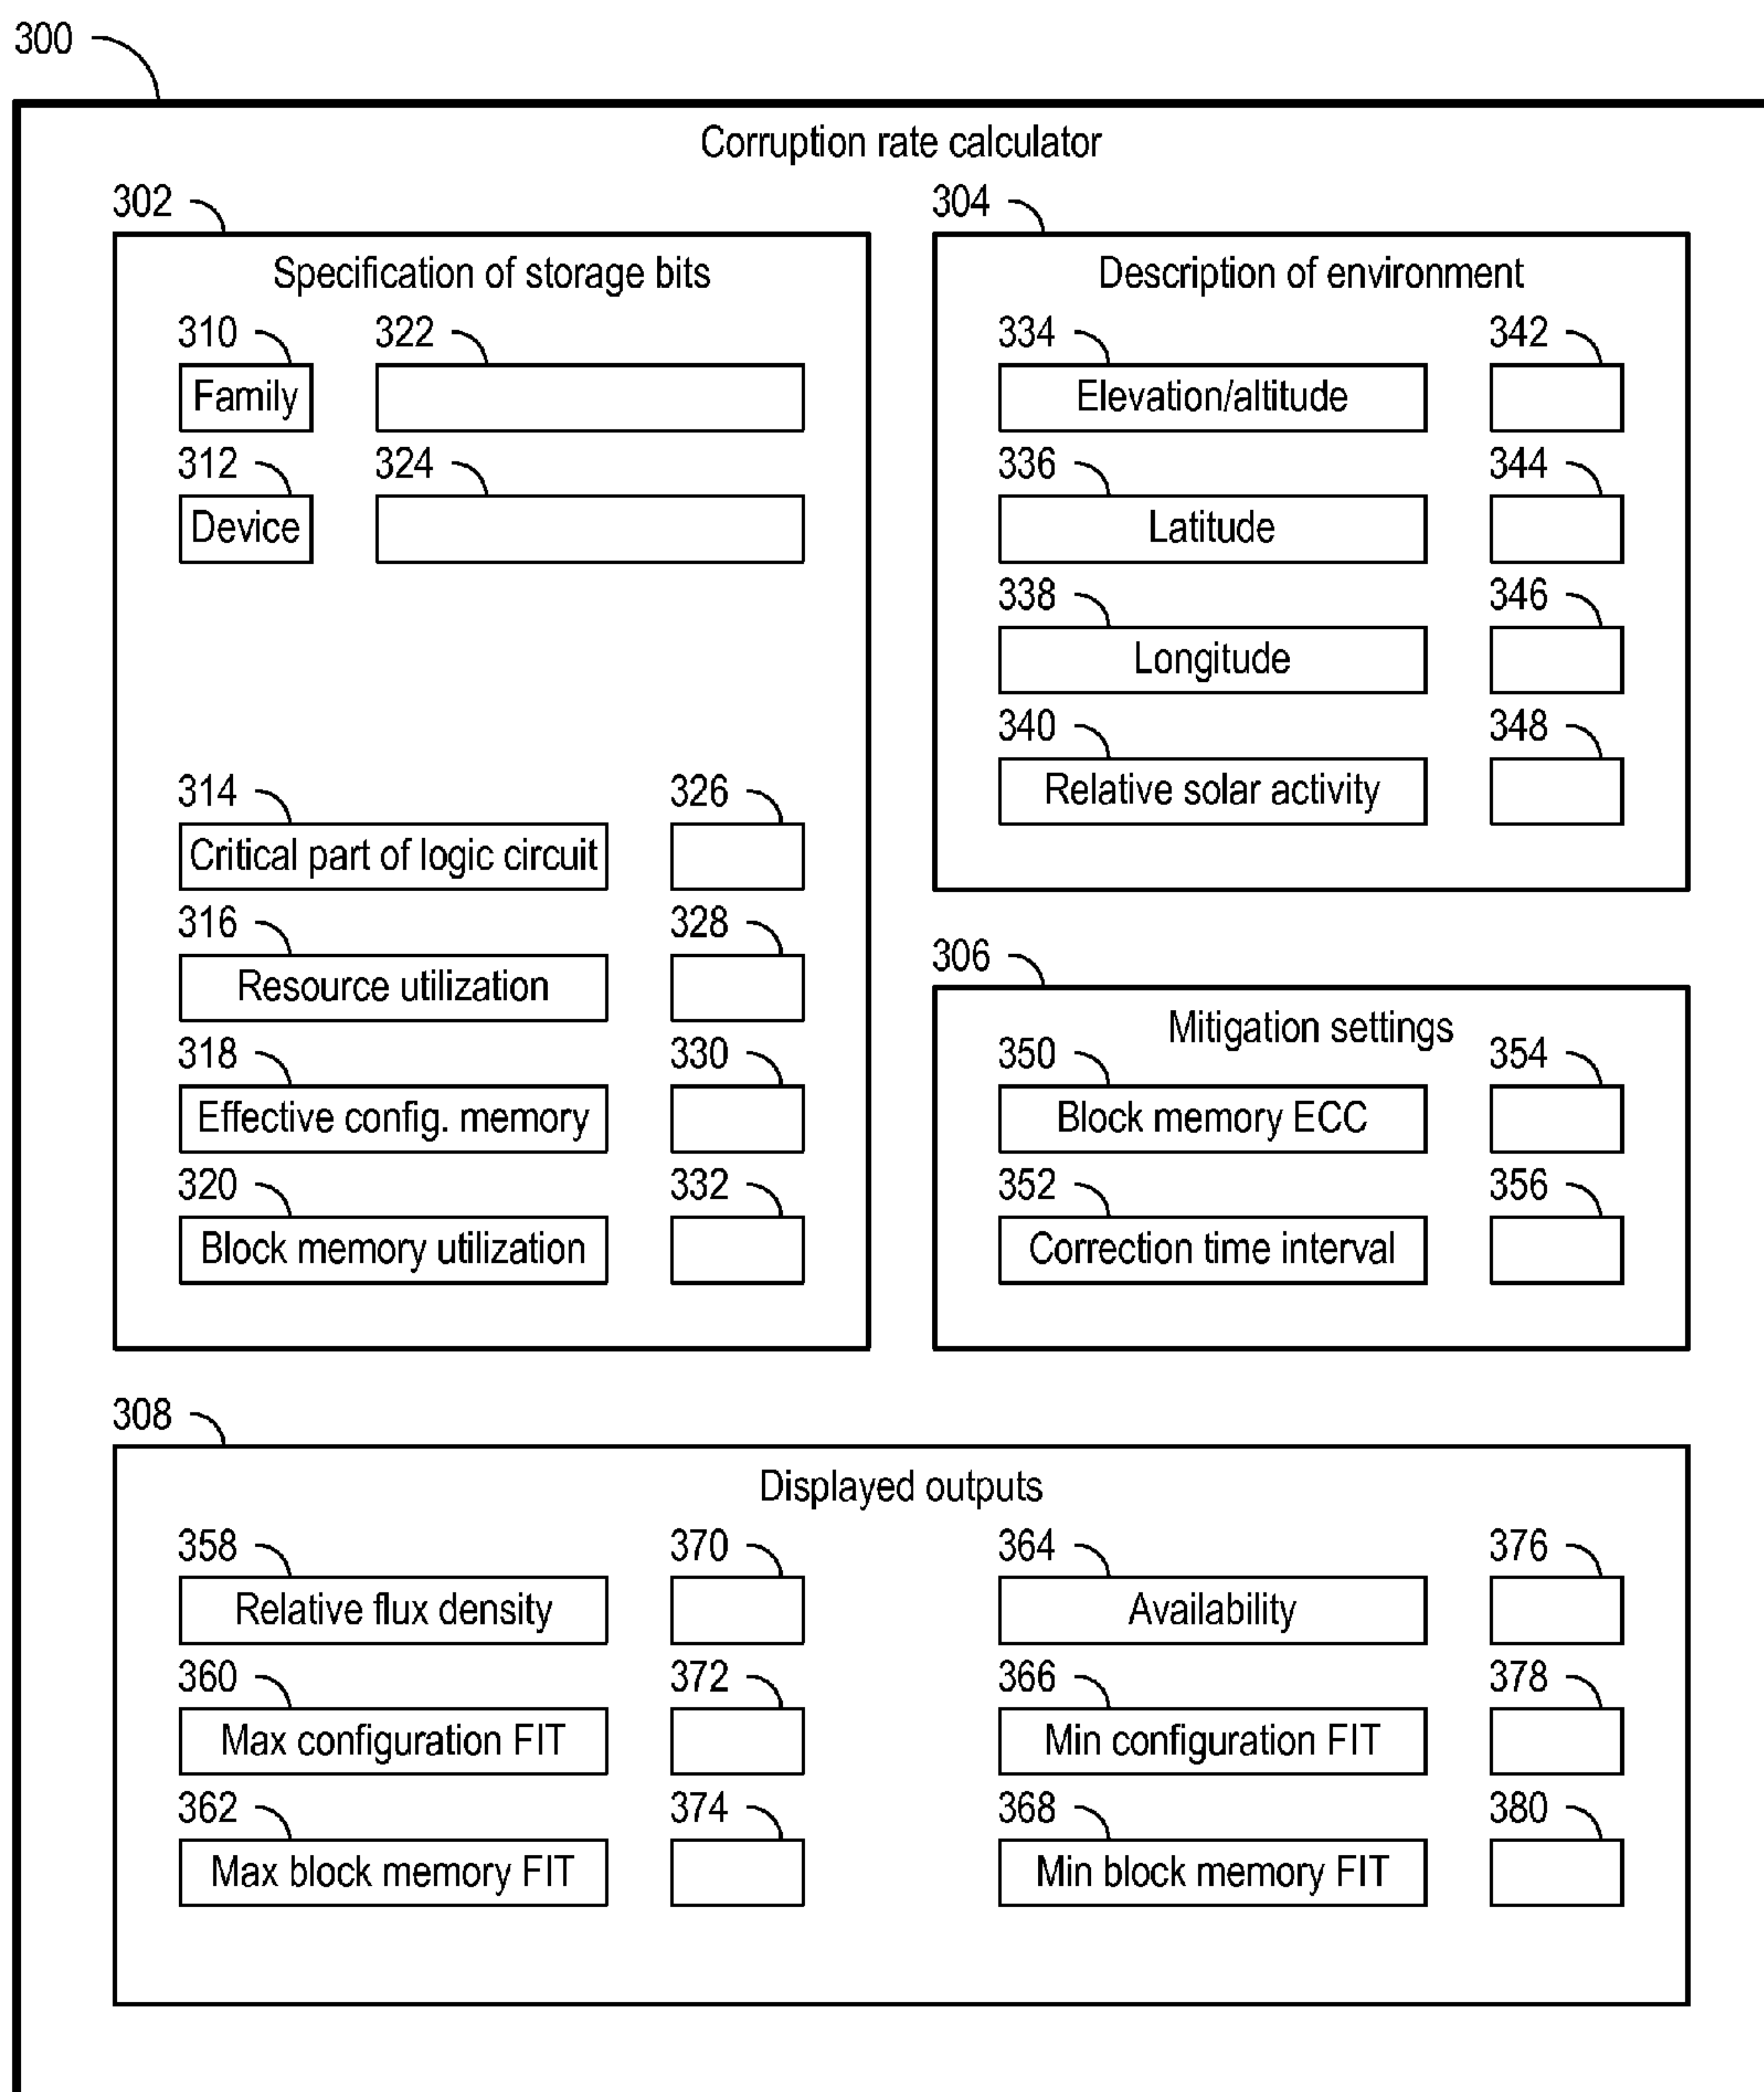 300
Corruption rate calculator
302
Specification of storage bits
310 322
Family
312 324
Device
314 326
Critical part of logic circuit
316 328
Resource utilization
318 330
Effective config. memory
320 332
Block memory utilization
304
Description of environment
334 342
Elevation/altitude
336 344
Latitude
338 346
Longitude
340 348
Relative solar activity
306
Mitigation settings
350 354
Block memory ECC
352 356
Correction time interval
308
Displayed outputs
358 370 364 376
Relative flux density Availability
360 372 366 378
Max configuration FIT Min configuration FIT
362 374 368 380
Max block memory FIT Min block memory FIT